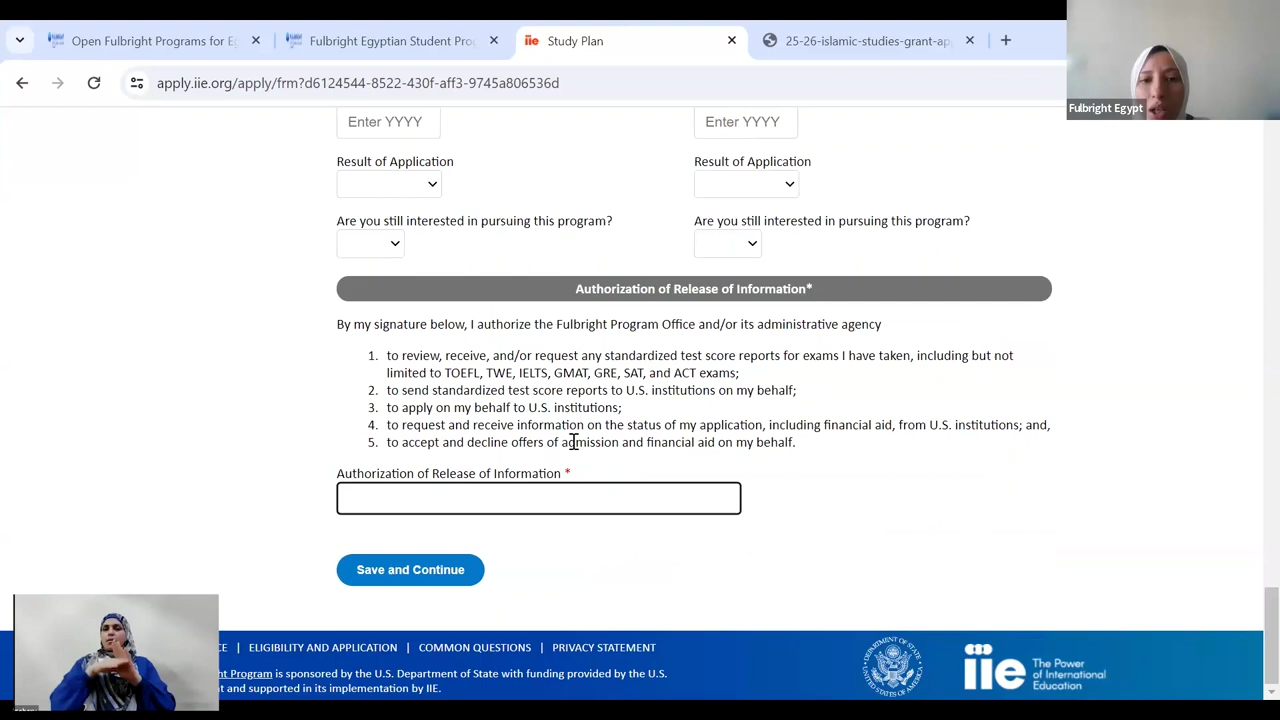 Open Fulbright Programs for Eg
Fulbright Egyptian Student Prog
iie Study Plan
25-26-islamic-studies-grant-ap
apply.iie.org/apply/frm?d6124544-8522-430f-aff3-9745a806536d
Fulbright Egypt
Enter YYYY
Enter YYYY
Result of Application
Result of Application
Are you still interested in pursuing this program?
Are you still interested in pursuing this program?
Authorization of Release of Information*
By my signature below, I authorize the Fulbright Program Office and/or its administrative agency
1. to review, receive, and/or request any standardized test score reports for exams I have taken, including but not
limited to TOEFL, TWE, IELTS, GMAT, GRE, SAT, and ACT exams;
2. to send standardized test score reports to U.S. institutions on my behalf;
3. to apply on my behalf to U.S. institutions;
4. to request and receive information on the status of my application, including financial aid, from U.S. institutions; and,
5. to accept and decline offers of admission and financial aid on my behalf.
Authorization of Release of Information *
Save and Continue
CE | ELIGIBILITY AND APPLICATION | COMMON QUESTIONS | PRIVACY STATEMENT
ht Program is sponsored by the U.S. Department of State with funding provided by the U.S.
nt and supported in its implementation by IIE.
iie The Power
of International
Education